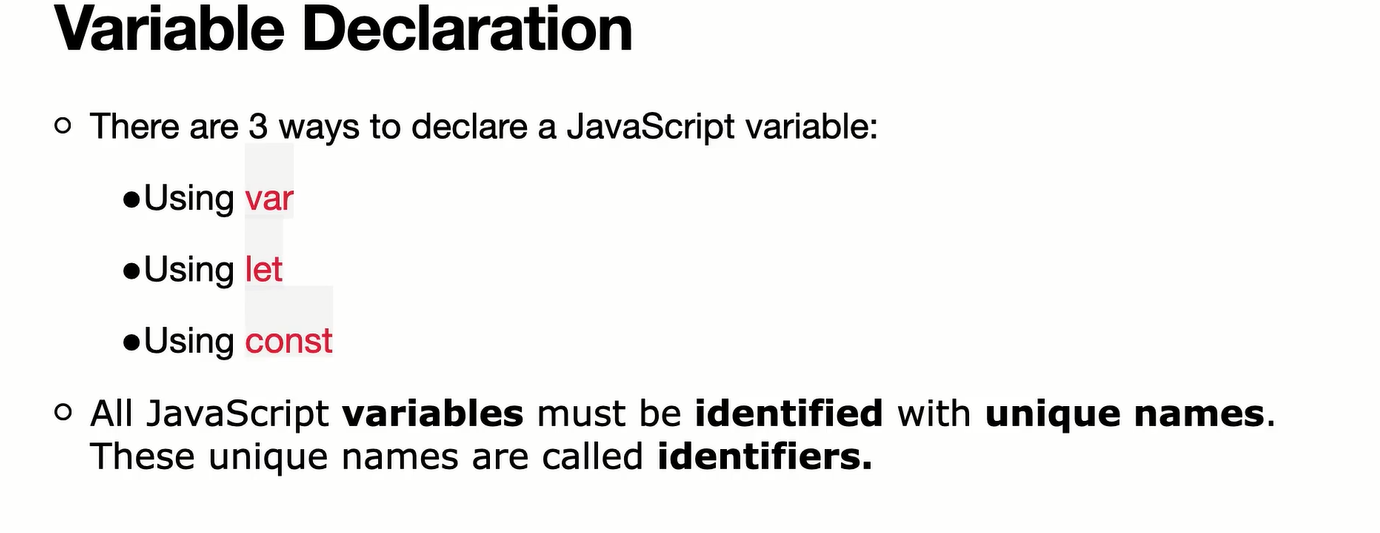 Variable Declaration
○ There are 3 ways to declare a JavaScript variable:
●Using var
●Using let
●Using const
○ All JavaScript variables must be identified with unique names.
These unique names are called identifiers.